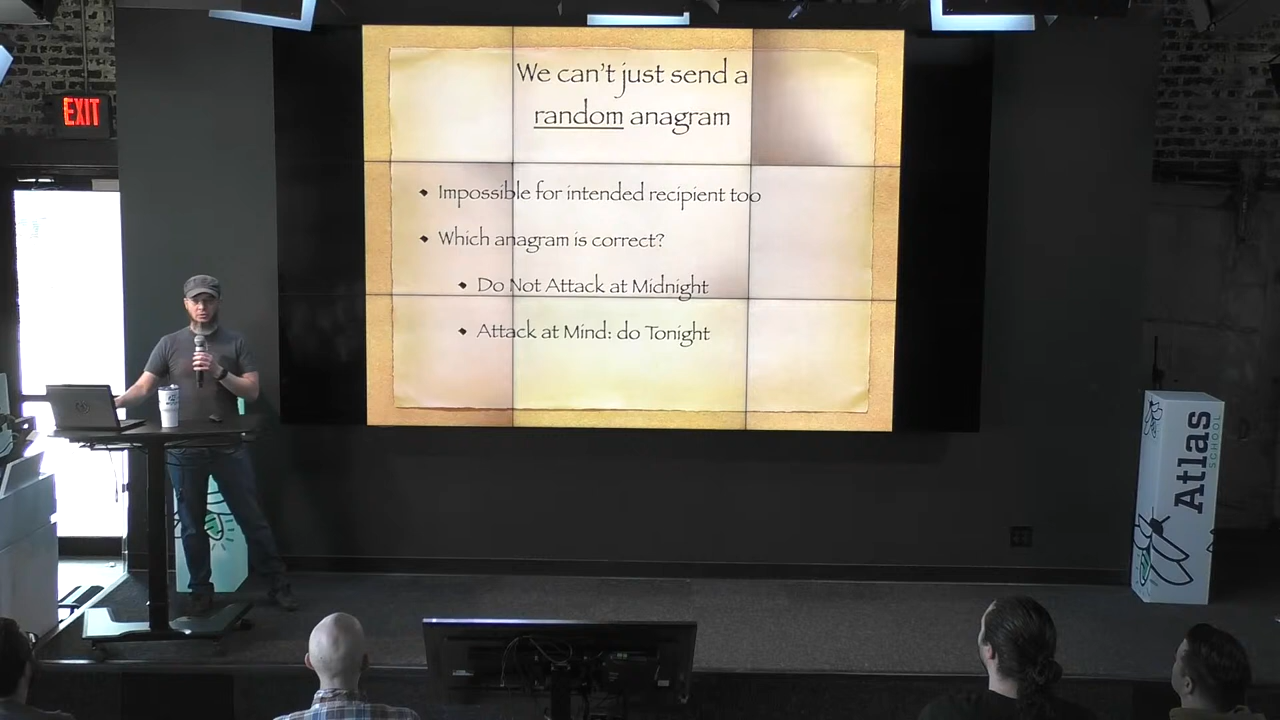 EXIT
We can't just send a
random anagram
• Impossible for intended recipient too
• Which anagram is correct?
• Do Not Attack at Midnight
• Attack at Mind: do Tonight
Atlas
SCHOOL